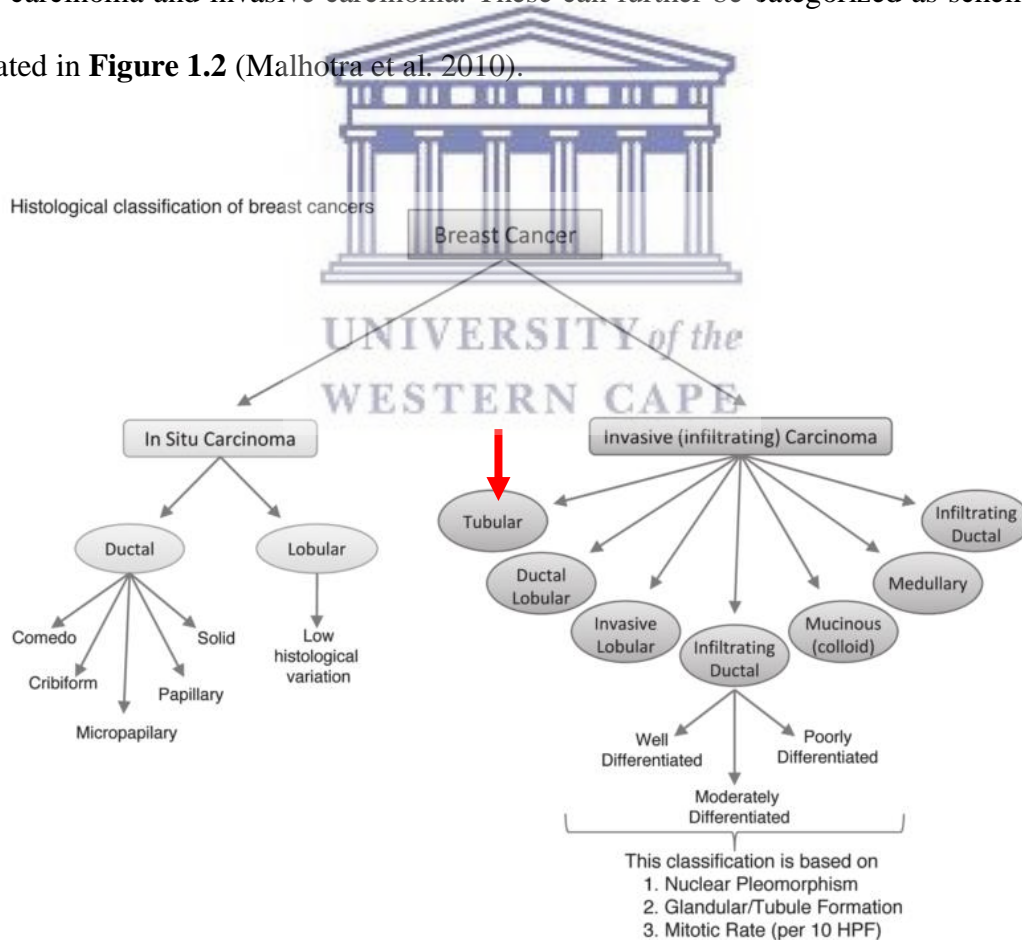 carcinoma and invasive carcinoma. These can further be categorized as schem
ated in Figure 1.2 (Malhotra et al. 2010).
Histological classification of breast cancers
Breast Cancer
UNIVERSITY of the
WESTERN CAPE
In Situ Carcinoma
Invasive (infiltrating) Carcinoma
Ductal
Lobular
Comedo
Cribiform
Micropapilary
Papillary
Solid
Low
histological
variation
Tubular
Ductal
Lobular
Invasive
Lobular
Infiltrating
Ductal
Mucinous
(colloid)
Medullary
Infiltrating
Ductal
Well
Differentiated
Moderately
Differentiated
Poorly
Differentiated
This classification is based on
1. Nuclear Pleomorphism
2. Glandular/Tubule Formation
3. Mitotic Rate (per 10 HPF)